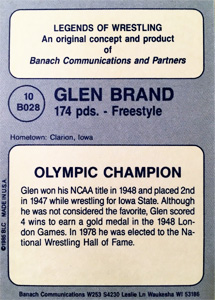 LEGENDS OF WRESTLING
An original concept and product
of
Banach Communications and Partners
10
B028
GLEN BRAND
174 pds. - Freestyle
Hometown: Clarion, Iowa
OLYMPIC CHAMPION
Glen won his NCAA title in 1948 and placed 2nd
in 1947 while wrestling for Iowa State. Although
he was not considered the favorite, Glen scored
4 wins to earn a gold medal in the 1948 Lon-
don Games. In 1978 he was elected to the Na-
tional Wrestling Hall of Fame.
MADE IN U.S.A.
Banach Communications W253 S4230 Leslie Ln Waukesha WI 53186